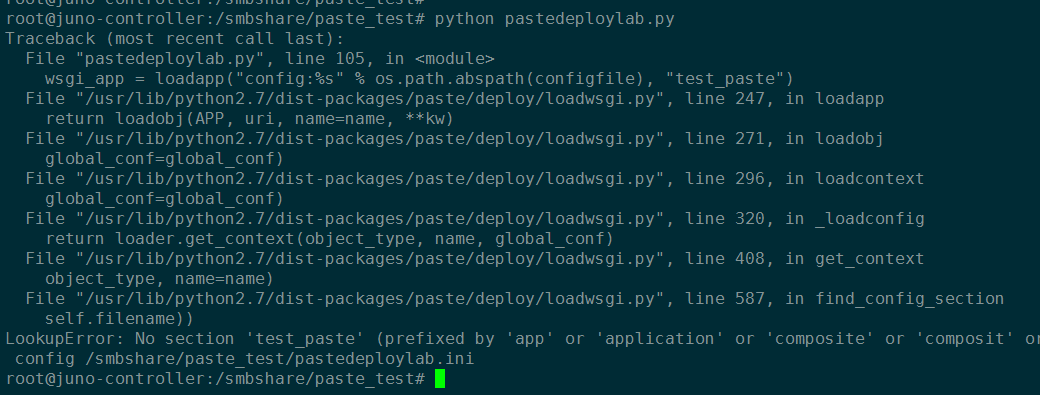 root@juno-controller:/smbshare/paste_test#
root@juno-controller:/smbshare/paste_test# python pastedeploylab.py
Traceback (most recent call last):
  File "pastedeploylab.py", line 105, in <module>
    wsgi_app = loadapp("config:%s" % os.path.abspath(configfile), "test_paste")
  File "/usr/lib/python2.7/dist-packages/paste/deploy/loadwsgi.py", line 247, in loadapp
    return loadobj(APP, uri, name=name, **kw)
  File "/usr/lib/python2.7/dist-packages/paste/deploy/loadwsgi.py", line 271, in loadobj
    global_conf=global_conf)
  File "/usr/lib/python2.7/dist-packages/paste/deploy/loadwsgi.py", line 296, in loadcontext
    global_conf=global_conf)
  File "/usr/lib/python2.7/dist-packages/paste/deploy/loadwsgi.py", line 320, in _loadconfig
    return loader.get_context(object_type, name, global_conf)
  File "/usr/lib/python2.7/dist-packages/paste/deploy/loadwsgi.py", line 408, in get_context
    object_type, name=name)
  File "/usr/lib/python2.7/dist-packages/paste/deploy/loadwsgi.py", line 587, in find_config_section
    self.filename))
LookupError: No section 'test_paste' (prefixed by 'app' or 'application' or 'composite' or 'composit' or
 config /smbshare/paste_test/pastedeploylab.ini
root@juno-controller:/smbshare/paste_test#